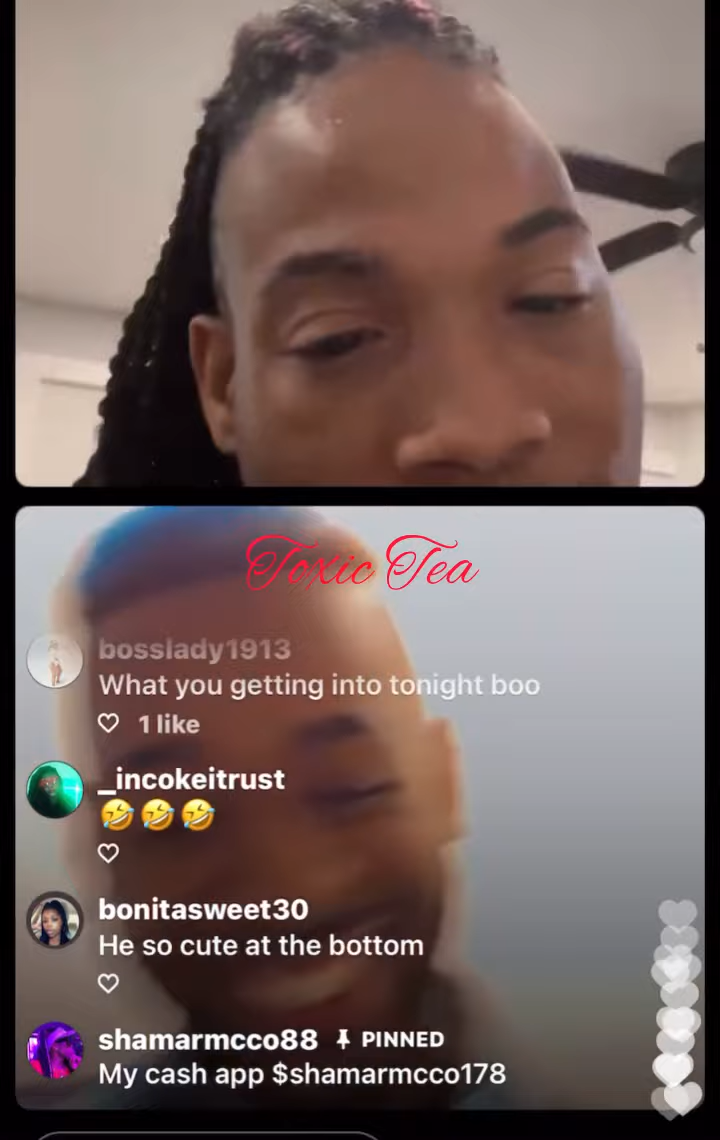 Toxic Tea
bosslady1913
What you getting into tonight boo
1 like
_incokeitrust
🤣🤣🤣
bonitasweet30
He so cute at the bottom
shamarmcco88 PINNED
My cash app $shamarmcco178